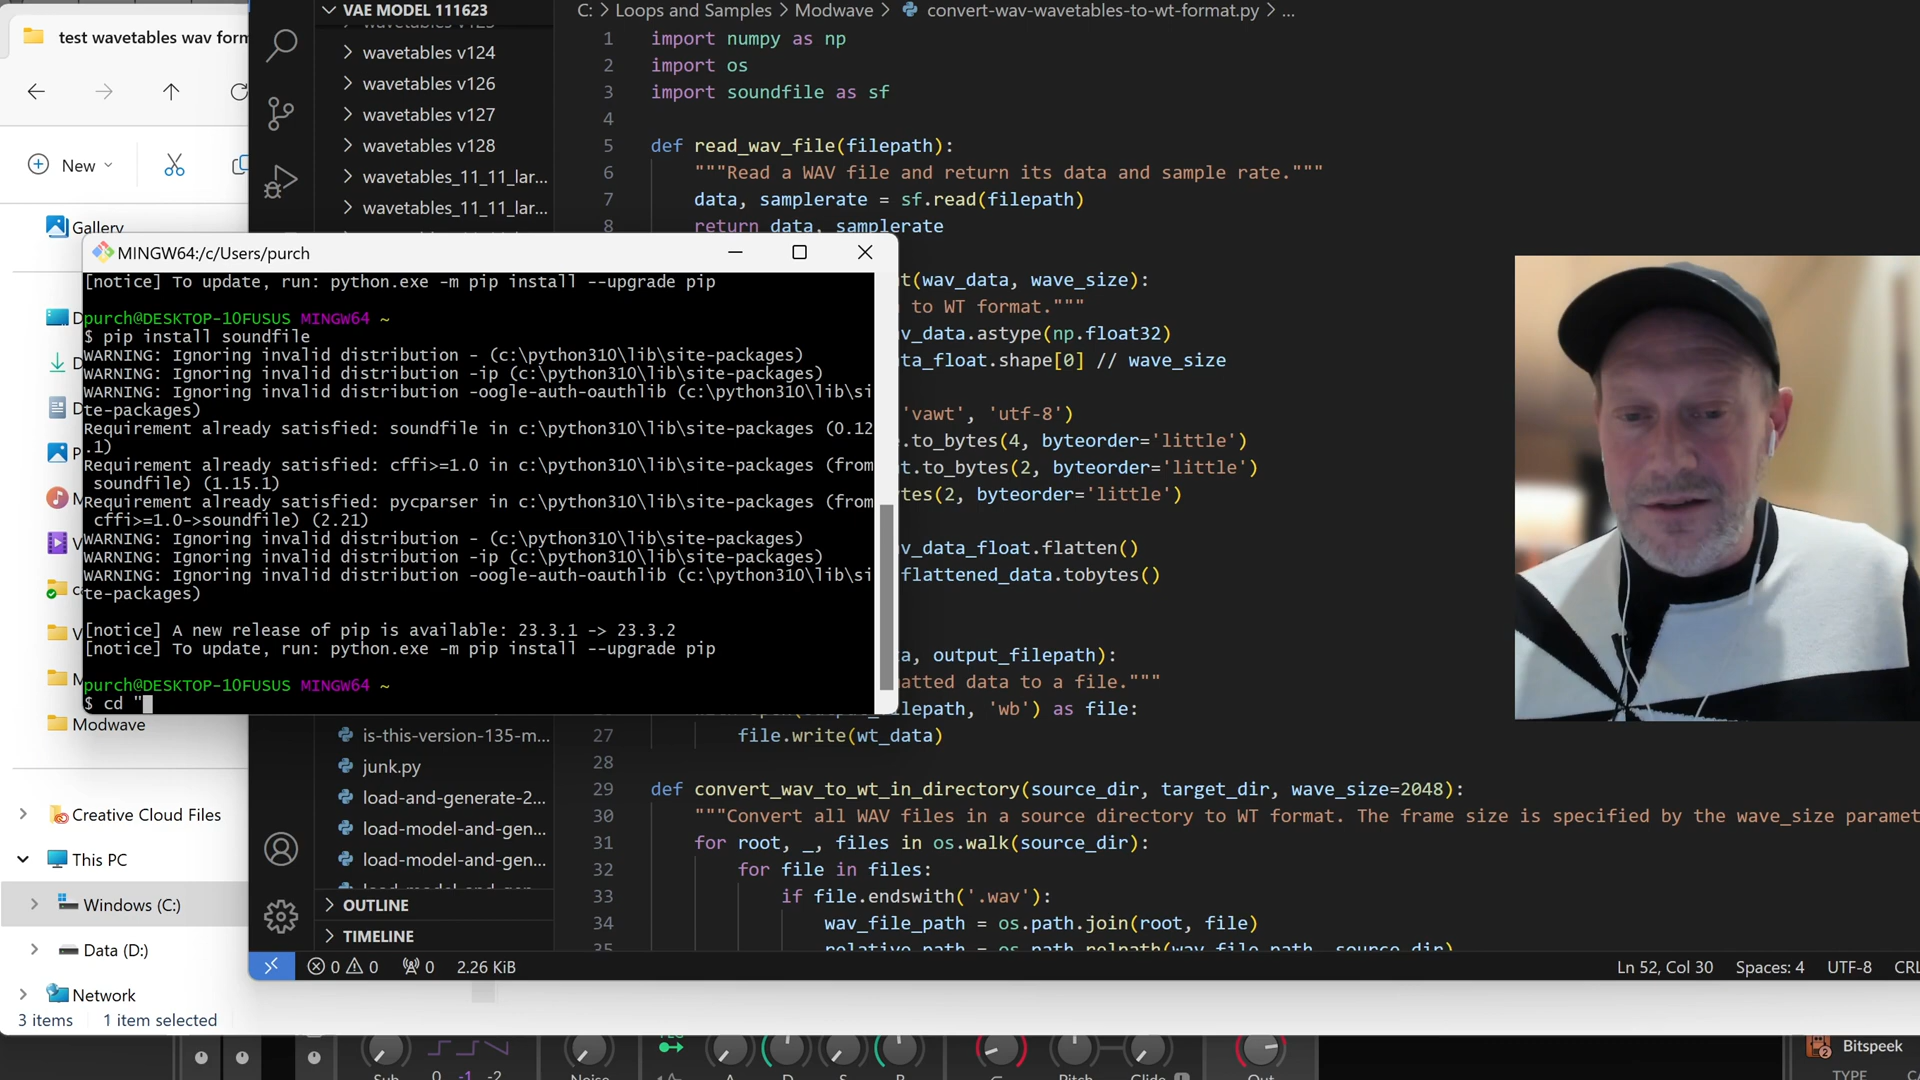 test wavetables wav form
New
Gallery
Modwave
Creative Cloud Files
This PC
Windows (C:)
Data (D:)
Network
3 items 1 item selected
VAE MODEL 111623
wavetables v124
wavetables v126
wavetables v127
wavetables v128
wavetables_11_11_lar...
wavetables_11_11_lar...
is-this-version-135-m...
junk.py
load-and-generate-2...
load-model-and-gen...
load-model-and-gen...
OUTLINE
TIMELINE
C: > Loops and Samples > Modwave > convert-wav-wavetables-to-wt-format.py > ...
1 import numpy as np
2 import os
3 import soundfile as sf
4
5 def read_wav_file(filepath):
6 """Read a WAV file and return its data and sample rate."""
7 data, samplerate = sf.read(filepath)
8 return data, samplerate
t(wav_data, wave_size):
to WT format."""
v_data.astype(np.float32)
ta_float.shape[0] // wave_size
'vawt', 'utf-8')
.to_bytes(4, byteorder='little')
t.to_bytes(2, byteorder='little')
tes(2, byteorder='little')
v_data_float.flatten()
flattened_data.tobytes()
a, output_filepath):
matted data to a file."""
lepath, 'wb') as file:
27 file.write(wt_data)
28
29 def convert_wav_to_wt_in_directory(source_dir, target_dir, wave_size=2048):
30 """Convert all WAV files in a source directory to WT format. The frame size is specified by the wave_size paramet
31 for root, _, files in os.walk(source_dir):
32 for file in files:
33 if file.endswith('.wav'):
34 wav_file_path = os.path.join(root, file)
35 relative_path = os.path.relpath(wav_file_path, source_dir)
MINGW64:/c/Users/purch
[notice] To update, run: python.exe -m pip install --upgrade pip
purch@DESKTOP-10FUSUS MINGW64 ~
$ pip install soundfile
WARNING: Ignoring invalid distribution - (c:\python310\lib\site-packages)
WARNING: Ignoring invalid distribution -ip (c:\python310\lib\site-packages)
WARNING: Ignoring invalid distribution -oogle-auth-oauthlib (c:\python310\lib\si
te-packages)
Requirement already satisfied: soundfile in c:\python310\lib\site-packages (0.12
.1)
Requirement already satisfied: cffi>=1.0 in c:\python310\lib\site-packages (from
soundfile) (1.15.1)
Requirement already satisfied: pycparser in c:\python310\lib\site-packages (from
cffi>=1.0->soundfile) (2.21)
WARNING: Ignoring invalid distribution - (c:\python310\lib\site-packages)
WARNING: Ignoring invalid distribution -ip (c:\python310\lib\site-packages)
WARNING: Ignoring invalid distribution -oogle-auth-oauthlib (c:\python310\lib\si
te-packages)
[notice] A new release of pip is available: 23.3.1 -> 23.3.2
[notice] To update, run: python.exe -m pip install --upgrade pip
purch@DESKTOP-10FUSUS MINGW64 ~
$ cd "
0 0 0 2.26 KiB
Ln 52, Col 30 Spaces: 4 UTF-8 CRL
0 -1 -2
Sub Noise A D S R Pitch Glide Out
Bitspeek
TYPE